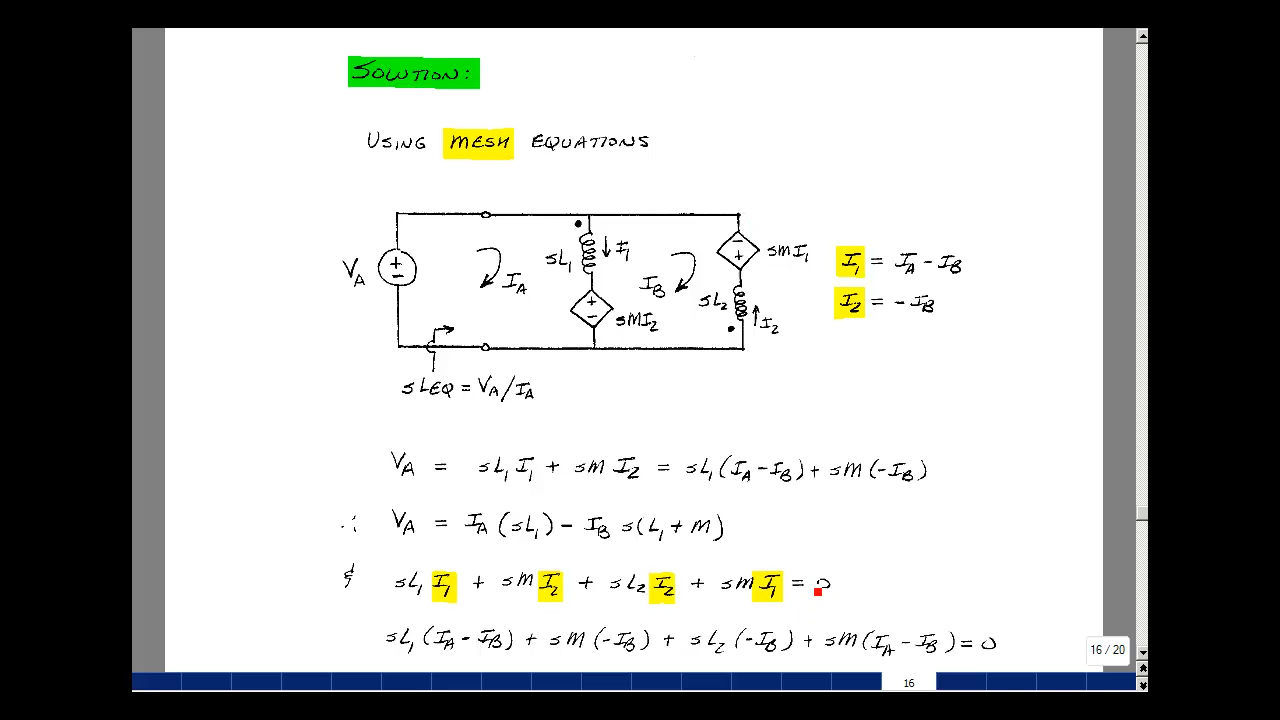 SOLUTION:
USING MESH EQUATIONS
VA
+
−
IA
sL1
I1
+
−
sMI2
IB
−
+
sMI1
sL2
I2
I1 = IA − IB
I2 = − IB
sLEQ = VA/IA
VA = sL1 I1 + sM I2 = sL1(IA−IB) + sM(−IB)
∴ VA = IA(sL1) − IB s(L1 + M)
& sL1 I1 + sM I2 + sL2 I2 + sM I1 = 0
sL1(IA − IB) + sM(−IB) + sL2(−IB) + sM(IA − IB) = 0
16 / 20
16